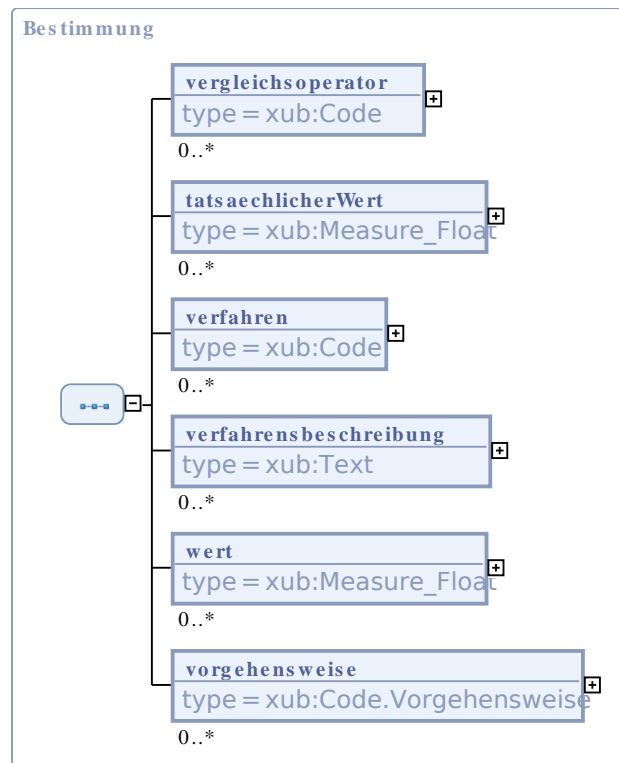 Bestimmung
vergleichsoperator
type = xub:Code
0..*
tatsaechlicherWert
type = xub:Measure_Float
0..*
verfahren
type = xub:Code
0..*
verfahrensbeschreibung
type = xub:Text
0..*
wert
type = xub:Measure_Float
0..*
vorgehensweise
type = xub:Code.Vorgehensweise
0..*